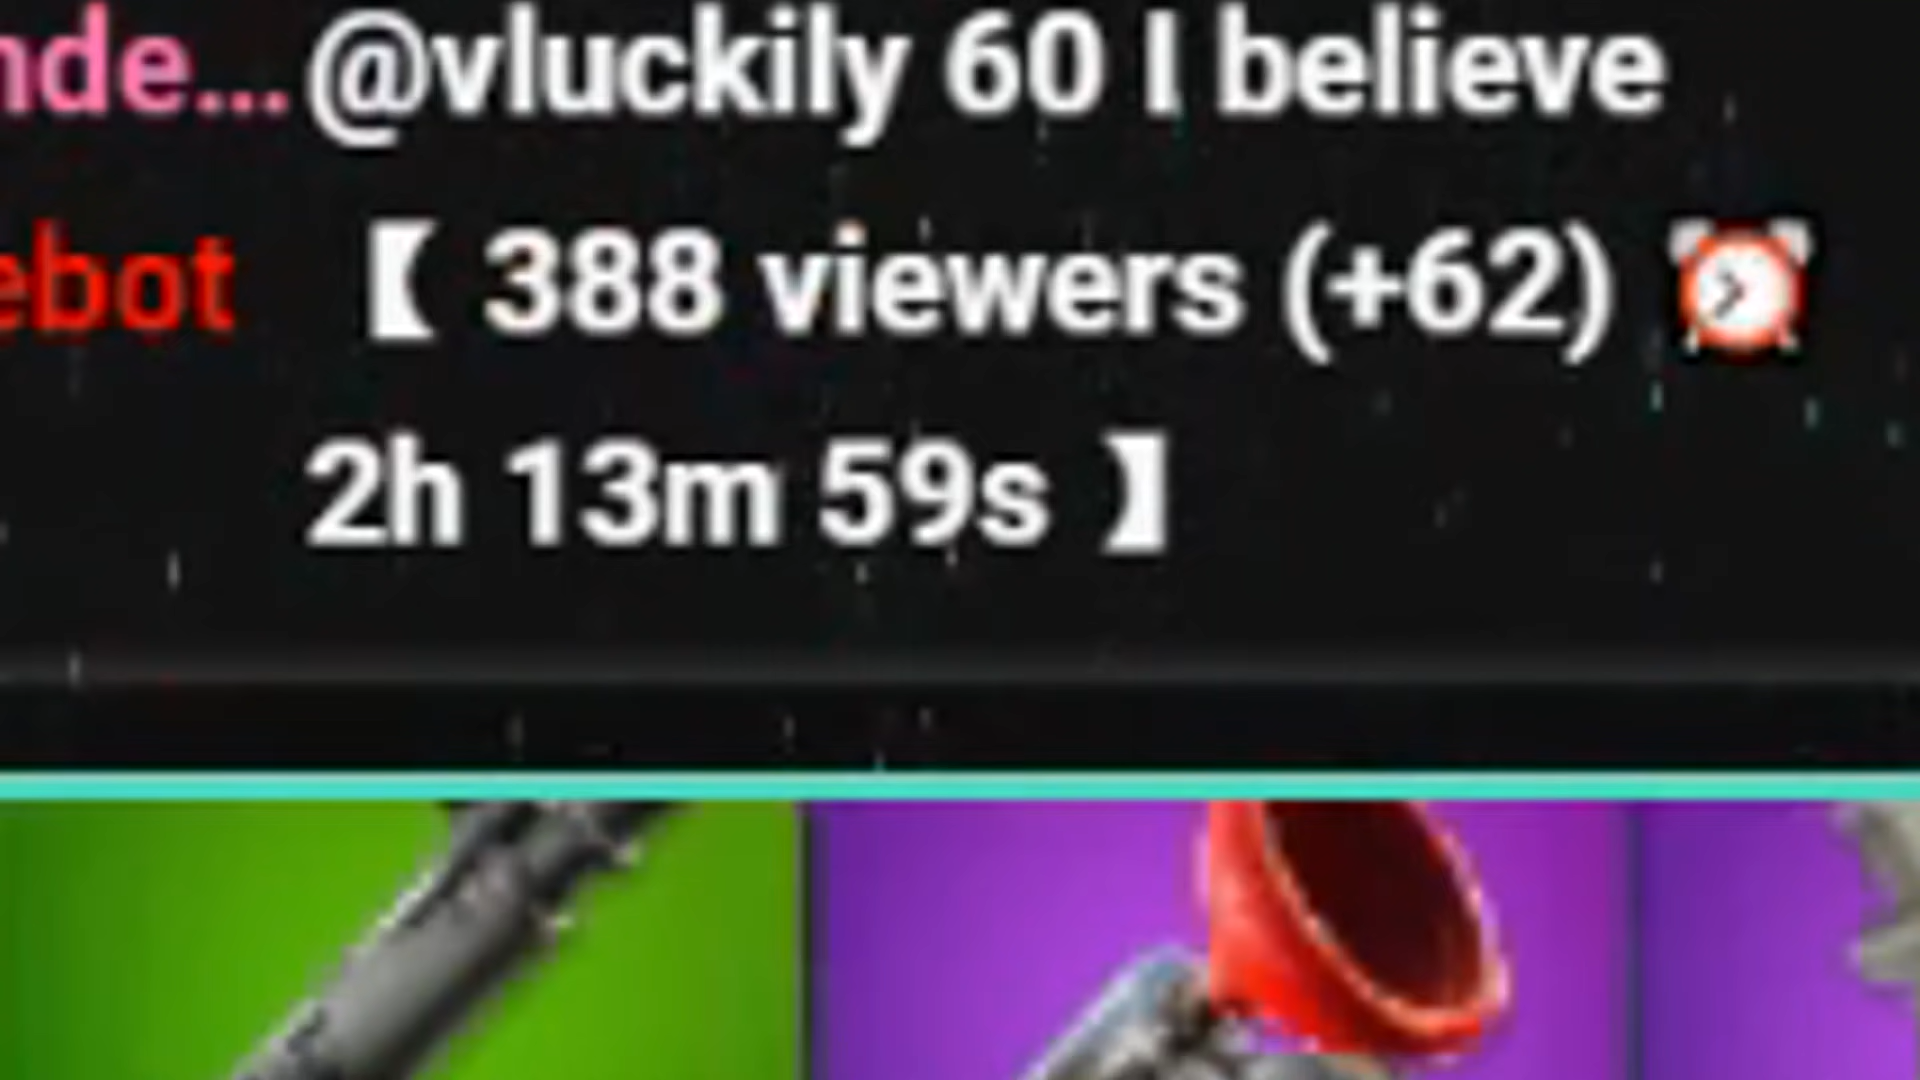 nde... @vluckily 60 I believe
ebot 【 388 viewers (+62) ⏰
2h 13m 59s 】